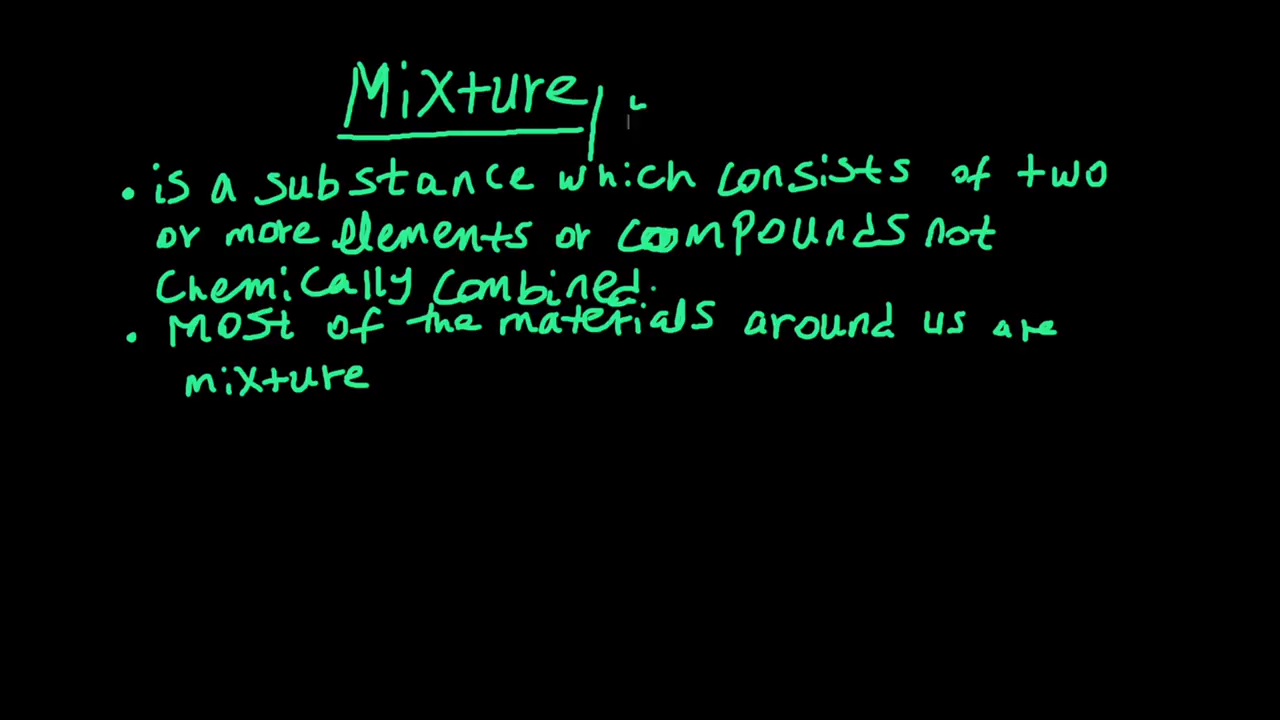 Mixture/
• is a substance which consists of two
or more elements or compounds not
chemically combined.
• Most of the materials around us are
mixture